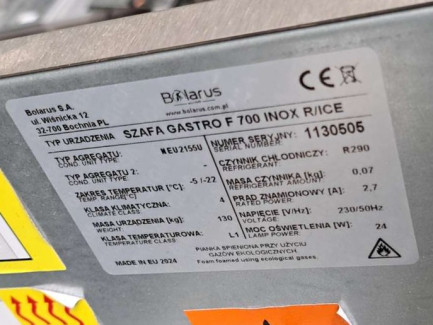 Bolarus S.A.
ul. Wiśnicka 12
32-700 Bochnia PL
Bolarus
www.bolarus.com.pl
CE
TYP URZĄDZENIA SZAFA GASTRO F 700 INOX R/ICE
TYP AGREGATU: NEU2155U
COND. UNIT TYPE
TYP AGREGATU 2: -
COND. UNIT TYPE
ZAKRES TEMPERATUR [°C] -5 /-22
TEMP RANGE[°C]
KLASA KLIMATYCZNA: 4
CLIMATE CLASS
MASA URZĄDZENIA [kg]: 130
WEIGHT
KLASA TEMPERATUROWA: L1
TEMPERATURE CLASS
MADE IN EU 2024
NUMER SERYJNY: 1130505
SERIAL NUMBER:
CZYNNIK CHŁODNICZY: R290
REFRIGERANT
MASA CZYNNIKA [kg]: 0,07
REFRIGERANT AMOUNT
PRĄD ZNAMIONOWY [A]: 2,7
RATED CURRENT
NAPIĘCIE [V/Hz]: 230/50Hz
VOLTAGE:
MOC OŚWIETLENIA [W]: 24
LAMP POWER
PIANKA SPIENIONA PRZY UŻYCIU
GAZÓW EKOLOGICZNYCH.
Foam foamed using ecological gases.